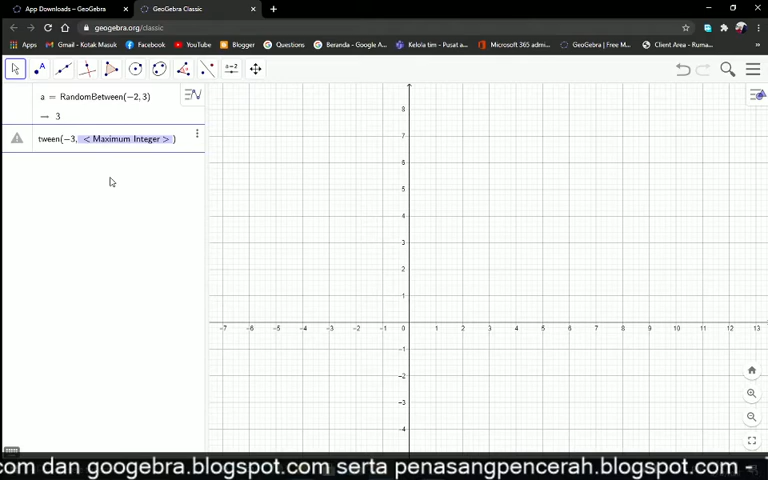 App Downloads – GeoGebra
GeoGebra Classic
geogebra.org/classic
Apps
Gmail - Kotak Masuk
Facebook
YouTube
Blogger
Questions
Beranda – Google A...
Kelola tim - Pusat a...
Microsoft 365 admi...
GeoGebra | Free M...
Client Area - Ruma...
a=2
a = RandomBetween(−2, 3)
→ 3
tween(−3, < Maximum Integer > )
8
7
6
5
4
3
2
1
−7 −6 −5 −4 −3 −2 −1 0 1 2 3 4 5 6 7 8 9 10 11 12 13
−1
−2
−3
−4
com dan googebra.blogspot.com serta penasangpencerah.blogspot.com -